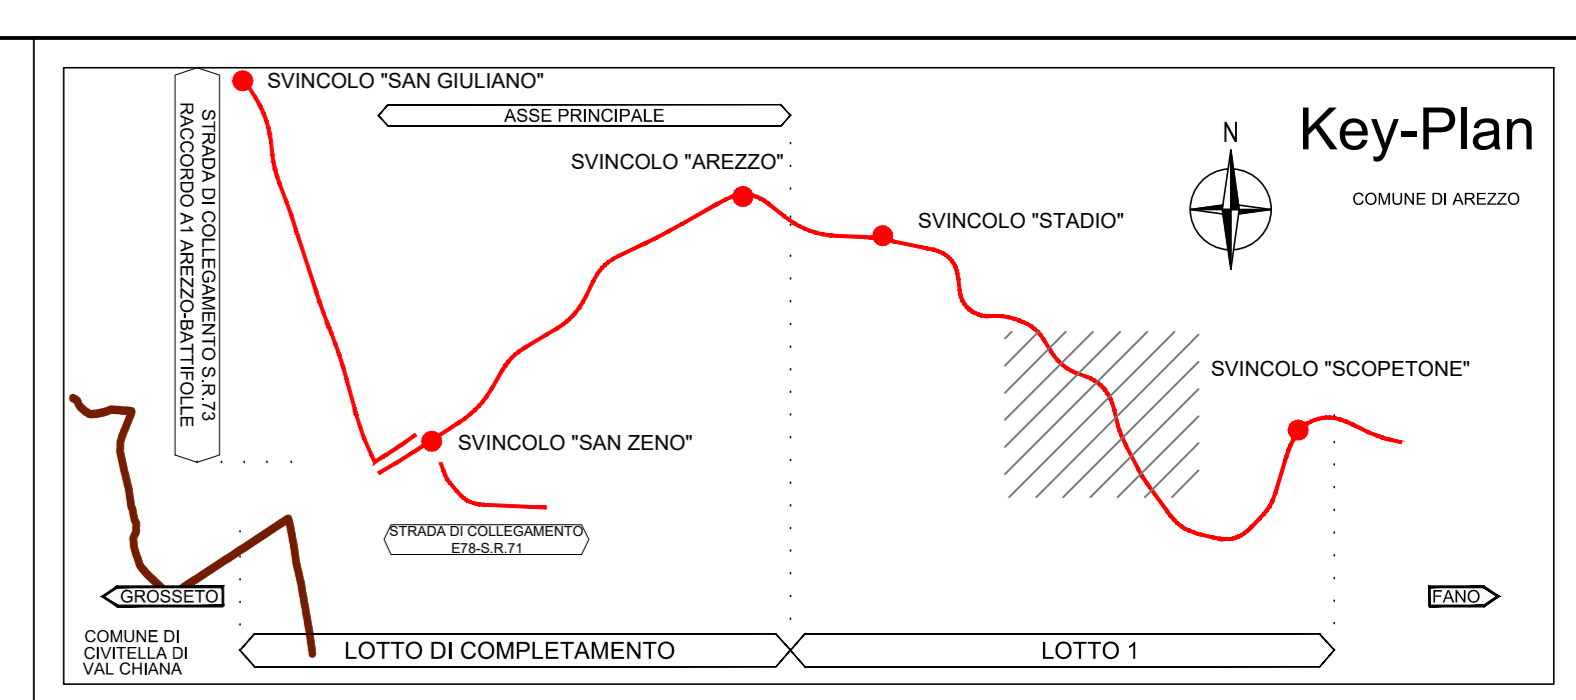 SVINCOLO "SAN GIULIANO"
ASSE PRINCIPALE
Key-Plan
N
SVINCOLO "AREZZO"
COMUNE DI AREZZO
STRADA DI COLLEGAMENTO S.R.73
RACCORDO A1 AREZZO-BATTIFOLLE
SVINCOLO "STADIO"
SVINCOLO "SCOPETONE"
SVINCOLO "SAN ZENO"
STRADA DI COLLEGAMENTO
E78-S.R.71
GROSSETO
FANO
COMUNE DI
CIVITELLA DI
VAL CHIANA
LOTTO DI COMPLETAMENTO
LOTTO 1